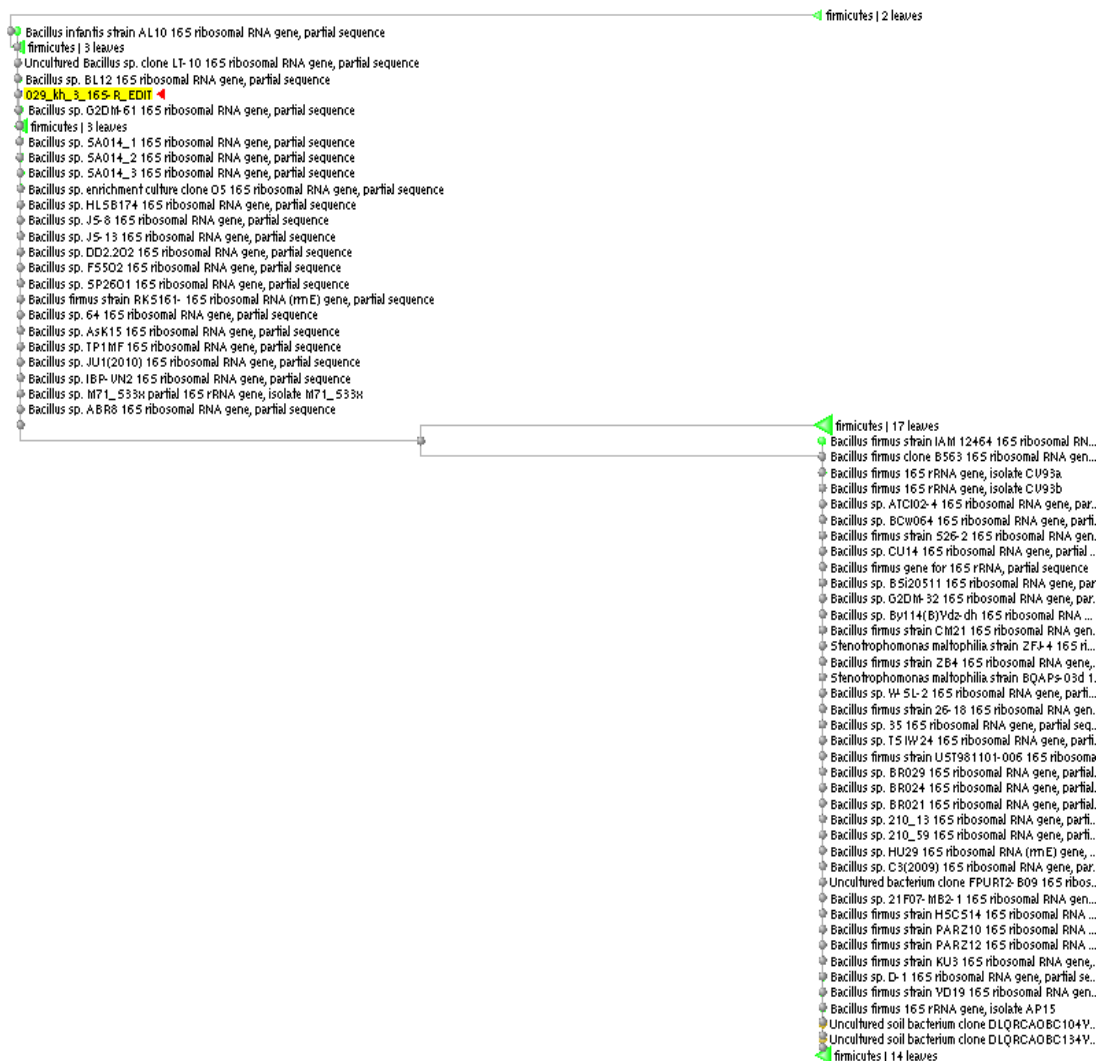 firmicutes | 2 leaves
Bacillus infantis strain AL10 16S ribosomal RNA gene, partial sequence
firmicutes | 3 leaves
Uncultured Bacillus sp. clone LT-10 16S ribosomal RNA gene, partial sequence
Bacillus sp. BL12 16S ribosomal RNA gene, partial sequence
029_kh_3_16S-R_EDIT
Bacillus sp. G2DM-61 16S ribosomal RNA gene, partial sequence
firmicutes | 3 leaves
Bacillus sp. SA014_1 16S ribosomal RNA gene, partial sequence
Bacillus sp. SA014_2 16S ribosomal RNA gene, partial sequence
Bacillus sp. SA014_3 16S ribosomal RNA gene, partial sequence
Bacillus sp. enrichment culture clone O5 16S ribosomal RNA gene, partial sequence
Bacillus sp. HLSB174 16S ribosomal RNA gene, partial sequence
Bacillus sp. JS-8 16S ribosomal RNA gene, partial sequence
Bacillus sp. JS-13 16S ribosomal RNA gene, partial sequence
Bacillus sp. DD2.202 16S ribosomal RNA gene, partial sequence
Bacillus sp. FS502 16S ribosomal RNA gene, partial sequence
Bacillus sp. SP2601 16S ribosomal RNA gene, partial sequence
Bacillus firmus strain RKS161- 16S ribosomal RNA (rrnE) gene, partial sequence
Bacillus sp. 64 16S ribosomal RNA gene, partial sequence
Bacillus sp. AsK15 16S ribosomal RNA gene, partial sequence
Bacillus sp. TP1MF 16S ribosomal RNA gene, partial sequence
Bacillus sp. JU1(2010) 16S ribosomal RNA gene, partial sequence
Bacillus sp. IBP-VN2 16S ribosomal RNA gene, partial sequence
Bacillus sp. M71_S33x partial 16S rRNA gene, isolate M71_S33x
Bacillus sp. ABR8 16S ribosomal RNA gene, partial sequence
firmicutes | 17 leaves
Bacillus firmus strain IAM 12464 16S ribosomal RN...
Bacillus firmus clone B563 16S ribosomal RNA gen...
Bacillus firmus 16S rRNA gene, isolate CV93a
Bacillus firmus 16S rRNA gene, isolate CV93b
Bacillus sp. ATCI02-4 16S ribosomal RNA gene, par...
Bacillus sp. BCw064 16S ribosomal RNA gene, parti...
Bacillus firmus strain S26-2 16S ribosomal RNA gen...
Bacillus sp. CU14 16S ribosomal RNA gene, partial ...
Bacillus firmus gene for 16S rRNA, partial sequence
Bacillus sp. BSi20511 16S ribosomal RNA gene, par
Bacillus sp. G2DM-32 16S ribosomal RNA gene, par...
Bacillus sp. By114(B)Ydz-dh 16S ribosomal RNA ...
Bacillus firmus strain CM21 16S ribosomal RNA gen...
Stenotrophomonas maltophilia strain ZFJ-4 16S ri...
Bacillus firmus strain ZB4 16S ribosomal RNA gene,...
Stenotrophomonas maltophilia strain BQAPs-03d 1...
Bacillus sp. W-SL-2 16S ribosomal RNA gene, parti...
Bacillus firmus strain 26-18 16S ribosomal RNA gen...
Bacillus sp. 35 16S ribosomal RNA gene, partial seq...
Bacillus sp. TSIW24 16S ribosomal RNA gene, parti...
Bacillus firmus strain UST981101-006 16S ribosoma
Bacillus sp. BR029 16S ribosomal RNA gene, partial...
Bacillus sp. BR024 16S ribosomal RNA gene, partial...
Bacillus sp. BR021 16S ribosomal RNA gene, partial...
Bacillus sp. 210_13 16S ribosomal RNA gene, parti...
Bacillus sp. 210_59 16S ribosomal RNA gene, parti...
Bacillus sp. HU29 16S ribosomal RNA (rrnE) gene, ...
Bacillus sp. C3(2009) 16S ribosomal RNA gene, par...
Uncultured bacterium clone FPURT2-B09 16S ribos...
Bacillus sp. 21F07-MB2-1 16S ribosomal RNA gen...
Bacillus firmus strain HSCS14 16S ribosomal RNA ...
Bacillus firmus strain PARZ10 16S ribosomal RNA ...
Bacillus firmus strain PARZ12 16S ribosomal RNA ...
Bacillus firmus strain KU3 16S ribosomal RNA gene,...
Bacillus sp. D-1 16S ribosomal RNA gene, partial se...
Bacillus firmus strain YD19 16S ribosomal RNA gen...
Bacillus firmus 16S rRNA gene, isolate AP15
Uncultured soil bacterium clone DLQRCAOBC104V...
Uncultured soil bacterium clone DLQRCAOBC134V...
firmicutes | 14 leaves